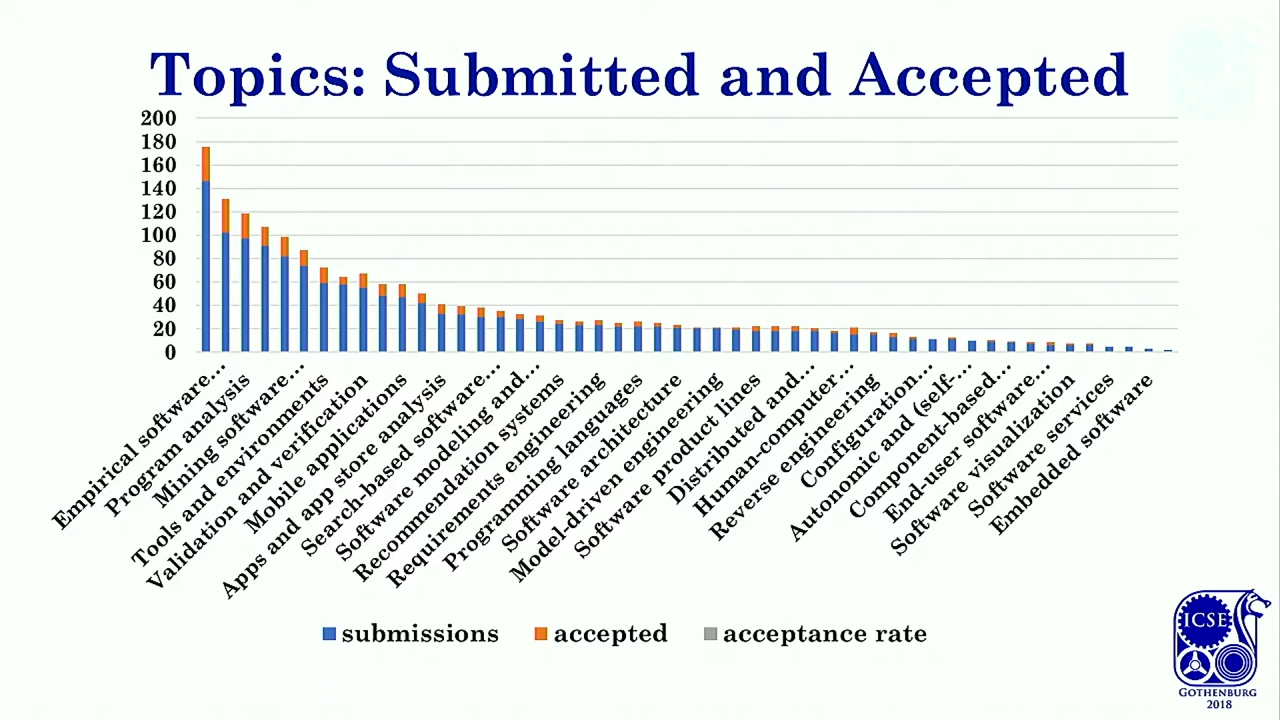 Topics: Submitted and Accepted
200
180
160
140
120
100
80
60
40
20
0
Empirical software...
Program analysis
Mining software...
Tools and environments
Validation and verification
Mobile applications
Apps and app store analysis
Search-based software...
Software modeling and...
Recommendation systems
Requirements engineering
Programming languages
Software architecture
Model-driven engineering
Software product lines
Distributed and...
Human-computer...
Reverse engineering
Configuration...
Autonomic and (self-...
Component-based...
End-user software...
Software visualization
Software services
Embedded software
submissions accepted acceptance rate
ICSE
GOTHENBURG
2018